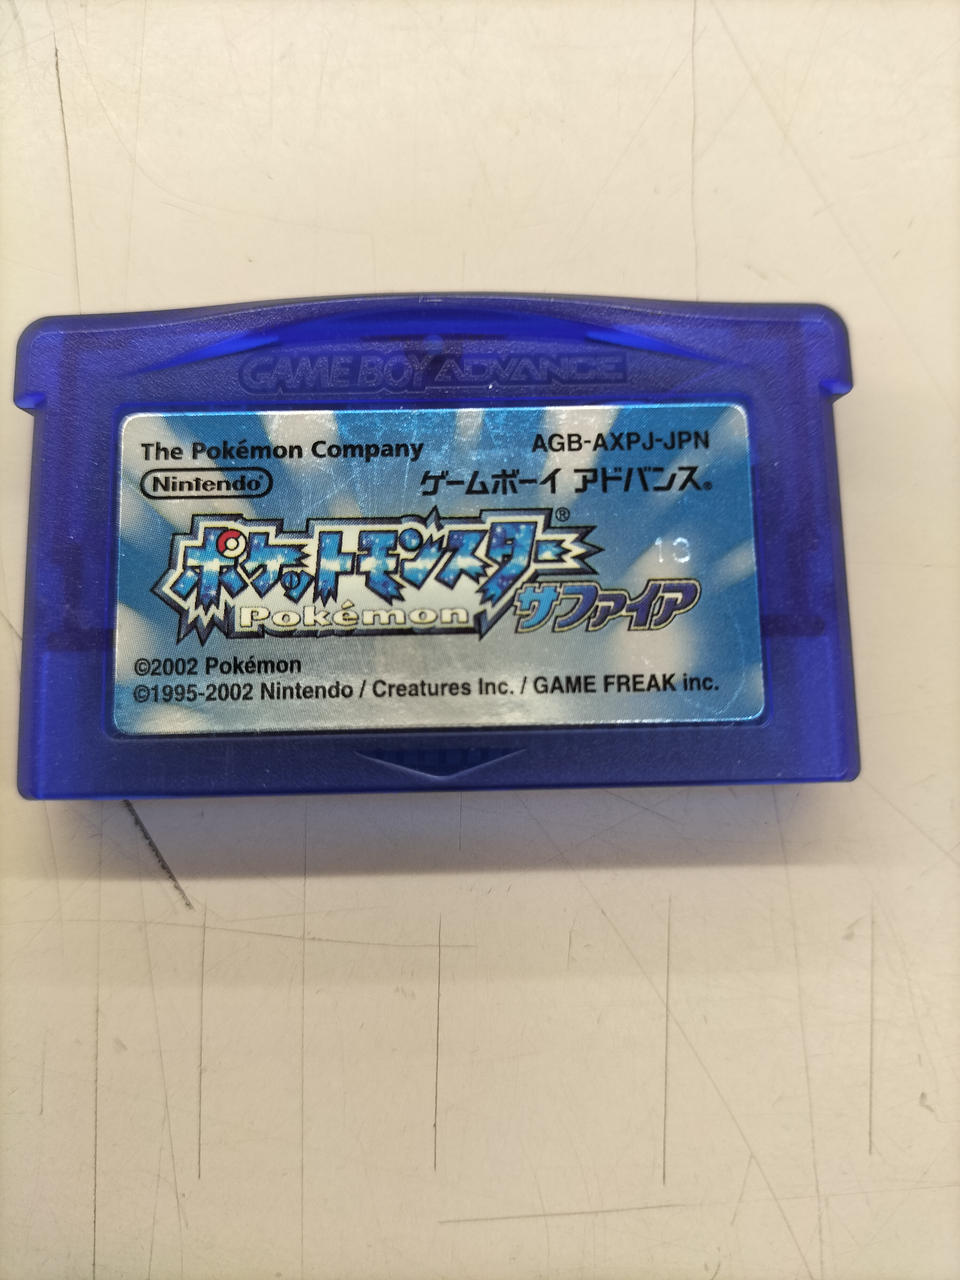 GAME BOY ADVANCE
The Pokémon Company
AGB-AXPJ-JPN
Nintendo
ゲームボーイ アドバンス®
ポケットモンスター®
Pokémon
サファイア
13
©2002 Pokémon
©1995-2002 Nintendo / Creatures Inc. / GAME FREAK inc.